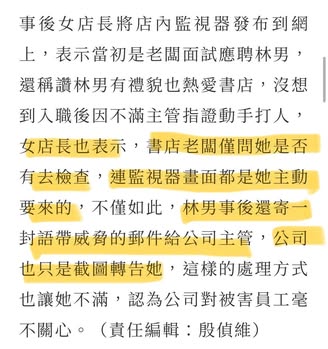 事後女店長將店內監視器發布到網
上，表示當初是老闆面試應聘林男，
還稱讚林男有禮貌也熱愛書店，沒想
到入職後因不滿主管指證動手打人，
女店長也表示，書店老闆僅問她是否
有去檢查，連監視器畫面都是她主動
要來的，不僅如此，林男事後還寄一
封語帶威脅的郵件給公司主管，公司
也只是截圖轉告她，這樣的處理方式
也讓她不滿，認為公司對被害員工毫
不關心。（責任編輯：殷偵維）